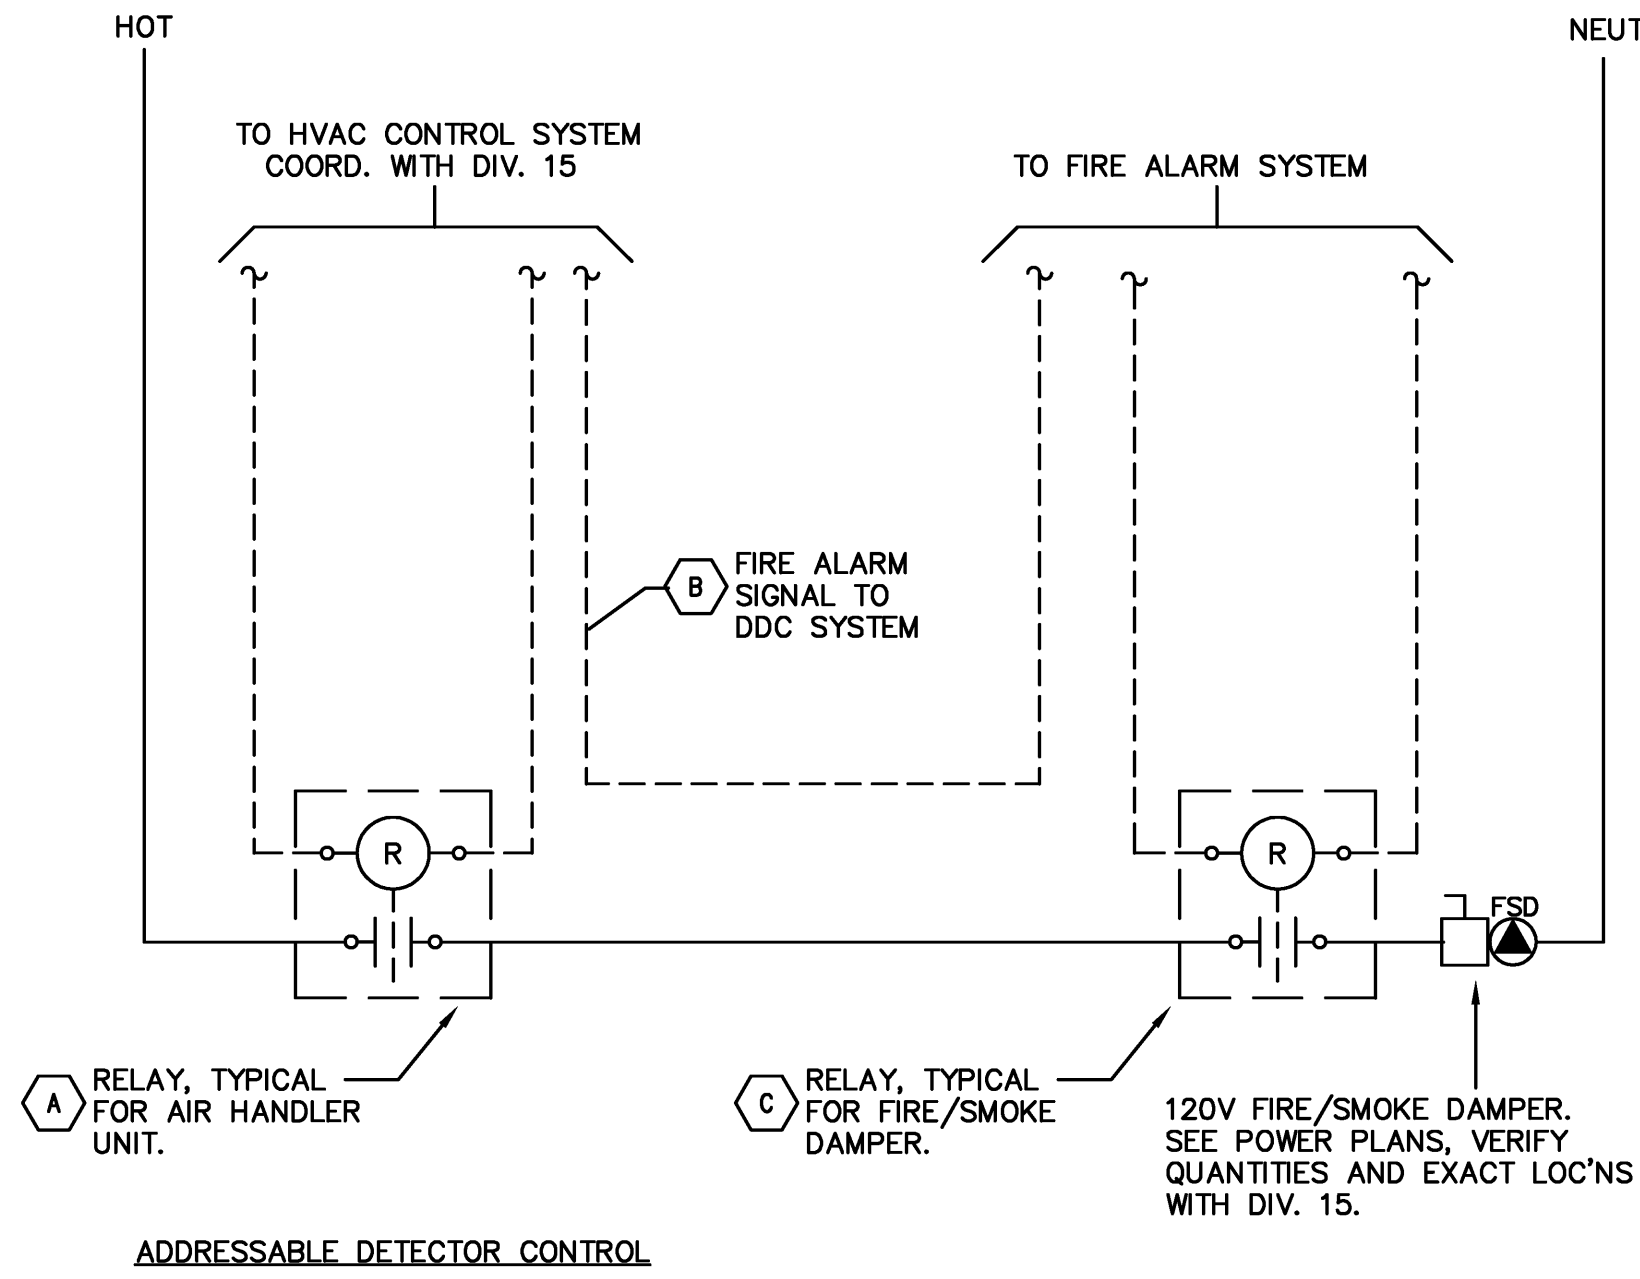 HOT
NEUT
TO HVAC CONTROL SYSTEM
COORD. WITH DIV. 15
TO FIRE ALARM SYSTEM
B
FIRE ALARM
SIGNAL TO
DDC SYSTEM
R
R
FSD
A
RELAY, TYPICAL
FOR AIR HANDLER
UNIT.
C
RELAY, TYPICAL
FOR FIRE/SMOKE
DAMPER.
120V FIRE/SMOKE DAMPER.
SEE POWER PLANS, VERIFY
QUANTITIES AND EXACT LOC'NS
WITH DIV. 15.
ADDRESSABLE DETECTOR CONTROL